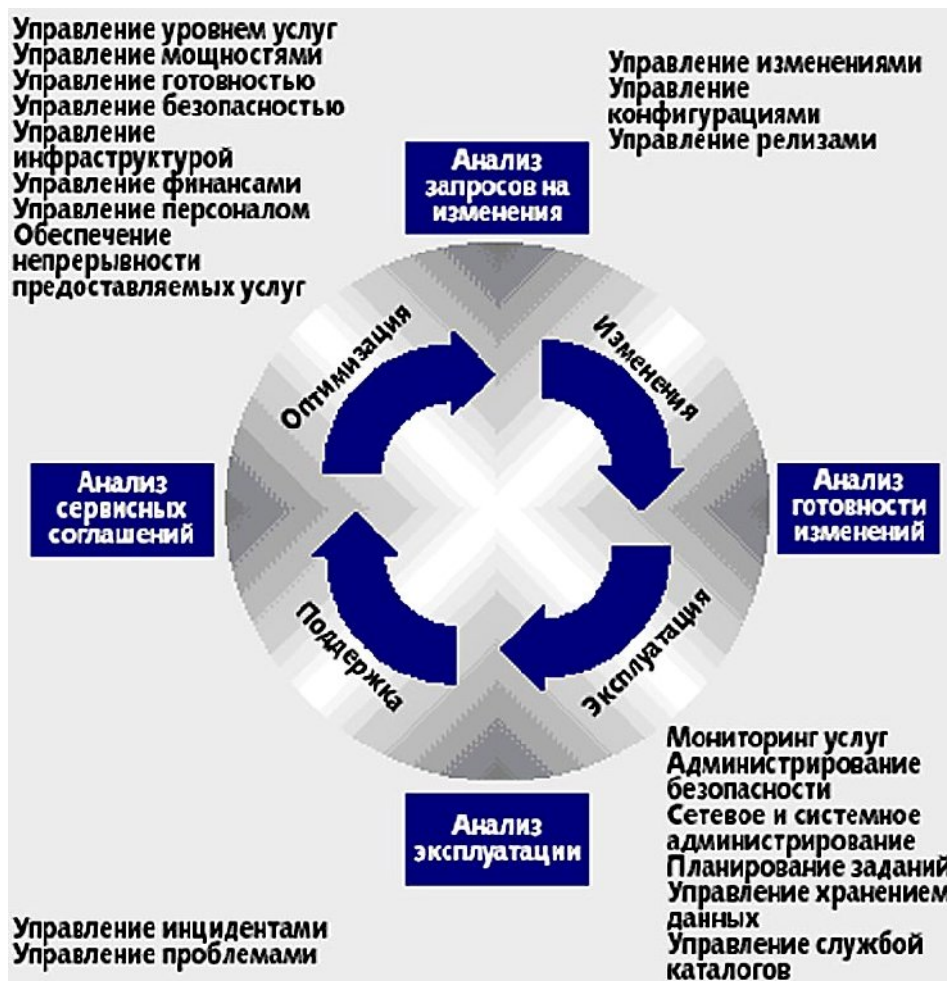 Управление уровнем услуг
Управление мощностями
Управление готовностью
Управление безопасностью
Управление
инфраструктурой
Управление финансами
Управление персоналом
Обеспечение
непрерывности
предоставляемых услуг
Управление изменениями
Управление
конфигурациями
Управление релизами
Анализ
запросов на
изменения
Оптимизация
Изменения
Анализ
сервисных
соглашений
Анализ
готовности
изменений
Поддержка
Эксплуатация
Анализ
эксплуатации
Мониторинг услуг
Администрирование
безопасности
Сетевое и системное
администрирование
Планирование заданий
Управление хранением
данных
Управление службой
каталогов
Управление инцидентами
Управление проблемами